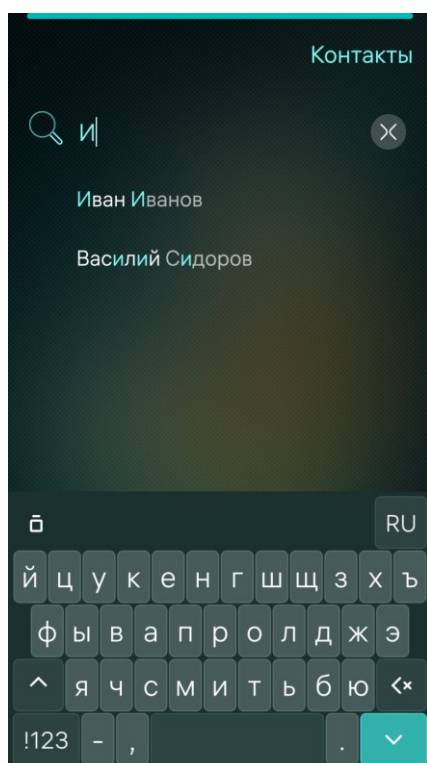 Контакты
И
Иван Иванов
Василий Сидоров
RU
й ц у к е н г ш щ з х ъ
ф ы в а п р о л д ж э
я ч с м и т ь б ю
!123 - , .